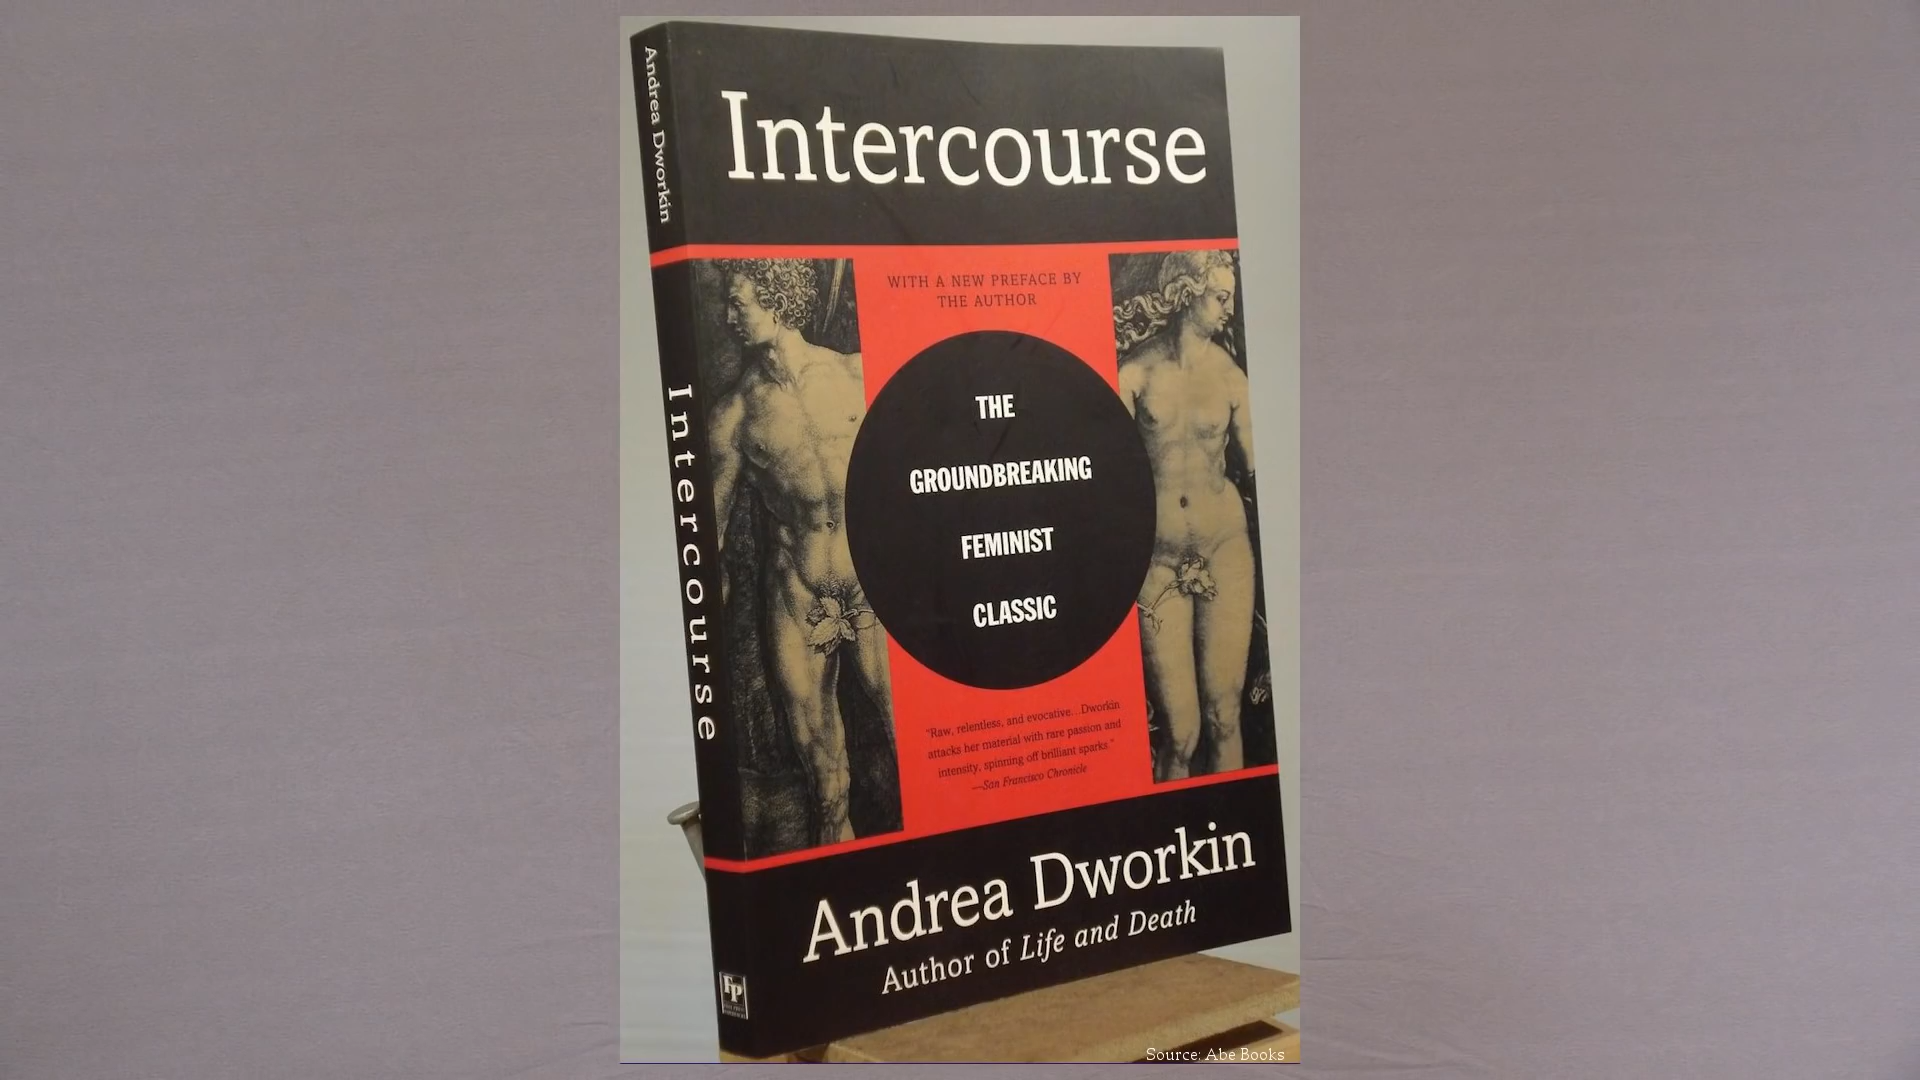 Andrea Dworkin
Intercourse
FP
Intercourse
WITH A NEW PREFACE BY
THE AUTHOR
THE
GROUNDBREAKING
FEMINIST
CLASSIC
"Raw, relentless, and evocative...Dworkin
attacks her material with rare passion and
intensity, spinning off brilliant sparks."
—San Francisco Chronicle
Andrea Dworkin
Author of Life and Death
Source: Abe Books